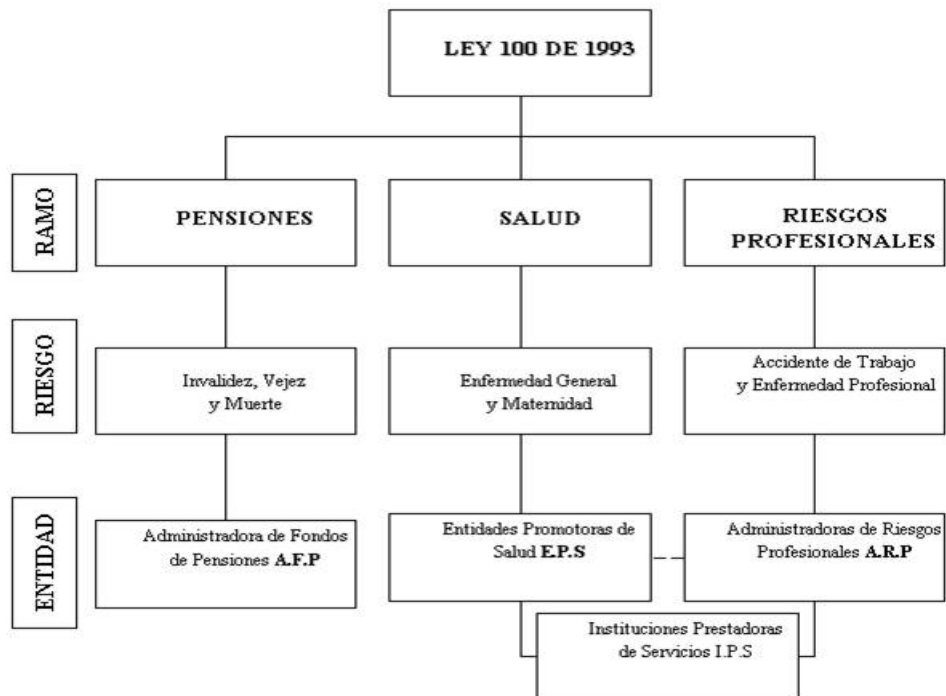 LEY 100 DE 1993
RAMO
PENSIONES
SALUD
RIESGOS
PROFESIONALES
RIESGO
Invalidez, Vejez
y Muerte
Enfermedad General
y Maternidad
Accidente de Trabajo
y Enfermedad Profesional
ENTIDAD
Administradora de Fondos
de Pensiones A.F.P
Entidades Promotoras de
Salud E.P.S
Administradoras de Riesgos
Profesionales A.R.P
Instituciones Prestadoras
de Servicios I.P.S